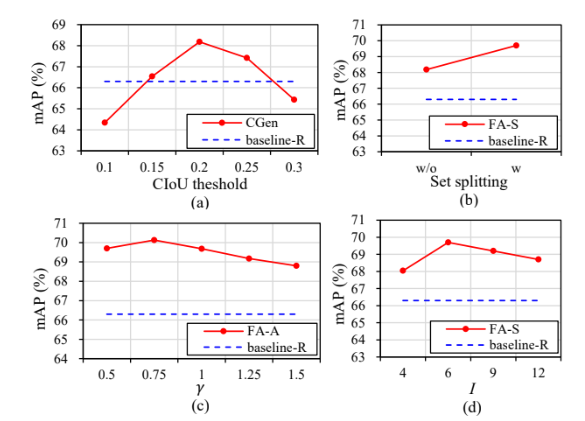 69
68
67
66
65
64
63
mAP (%)
CGen
baseline-R
0.1 0.15 0.2 0.25 0.3
CIoU theshold
(a)
71
70
69
68
67
66
65
64
63
mAP (%)
FA-S
baseline-R
w/o w
Set splitting
(b)
71
70
69
68
67
66
65
64
mAP (%)
FA-A
baseline-R
0.5 0.75 1 1.25 1.5
γ
(c)
71
70
69
68
67
66
65
64
63
mAP (%)
FA-S
baseline-R
4 6 9 12
I
(d)